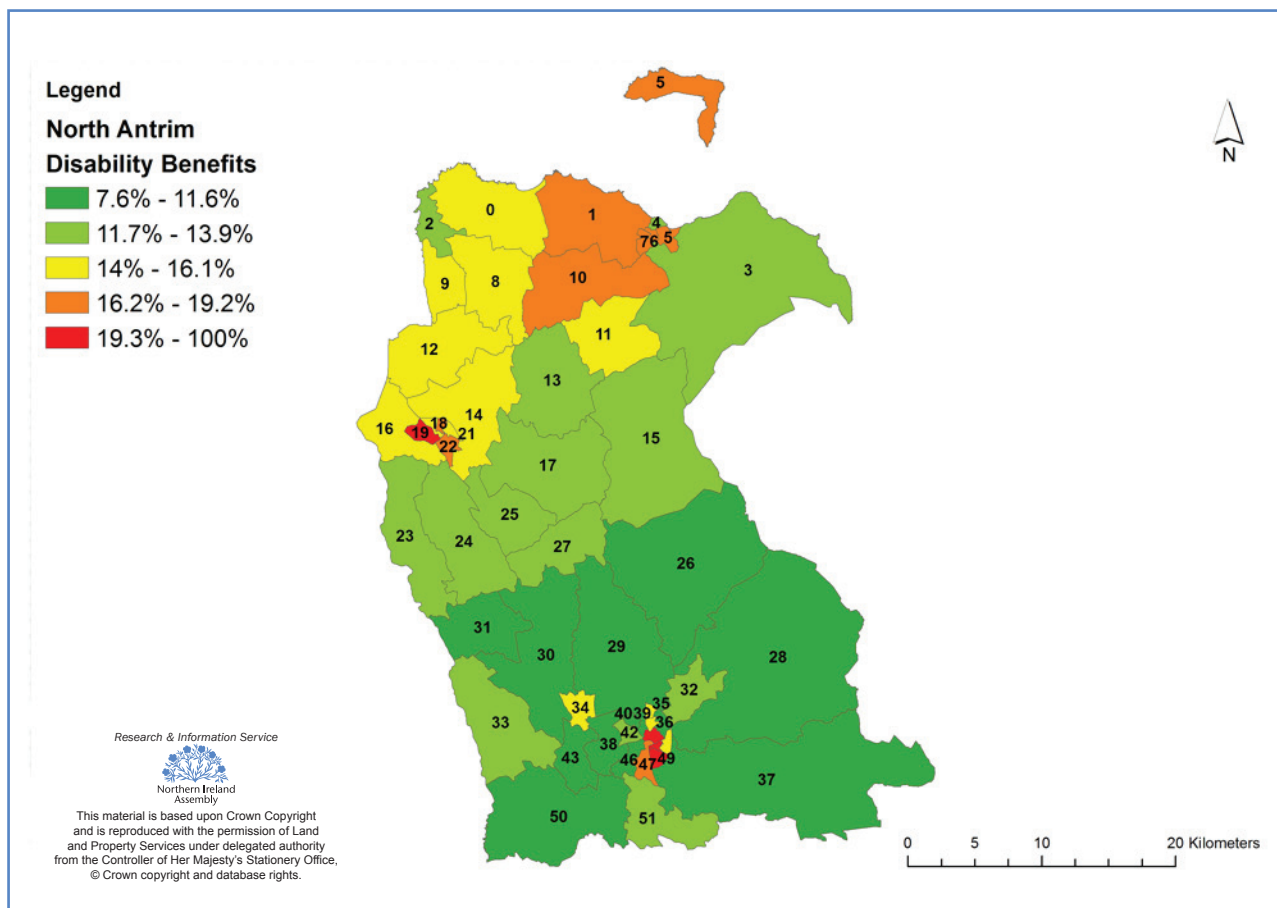 Legend
North Antrim
Disability Benefits
7.6% - 11.6%
11.7% - 13.9%
14% - 16.1%
16.2% - 19.2%
19.3% - 100%
5
N
0
1
2
4
76
5
3
9
8
10
11
12
13
14
15
16
18
19
21
22
17
23
24
25
27
26
31
30
29
28
32
33
34
35
40
39
36
42
38
43
46
47
49
37
50
51
Research & Information Service
Northern Ireland
Assembly
This material is based upon Crown Copyright
and is reproduced with the permission of Land
and Property Services under delegated authority
from the Controller of Her Majesty's Stationery Office,
© Crown copyright and database rights.
0 5 10 20 Kilometers